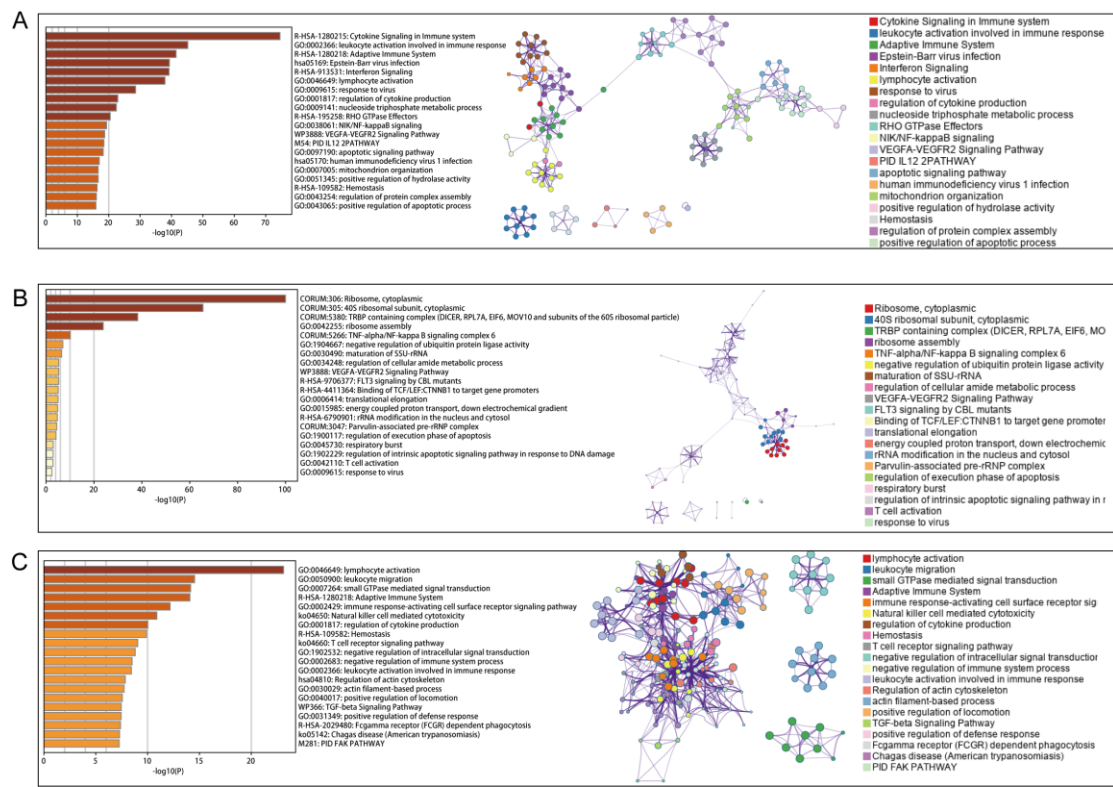 A
R-HSA-1280215: Cytokine Signaling in Immune system
GO:0002366: leukocyte activation involved in immune response
R-HSA-1280218: Adaptive Immune System
hsa05169: Epstein-Barr virus infection
R-HSA-913531: Interferon Signaling
GO:0046649: lymphocyte activation
GO:0009615: response to virus
GO:0001817: regulation of cytokine production
GO:0009141: nucleoside triphosphate metabolic process
R-HSA-195258: RHO GTPase Effectors
GO:0038061: NIK/NF-kappaB signaling
WP3888: VEGFA-VEGFR2 Signaling Pathway
M54: PID IL12 2PATHWAY
GO:0097190: apoptotic signaling pathway
hsa05170: human immunodeficiency virus 1 infection
GO:0007005: mitochondrion organization
GO:0051345: positive regulation of hydrolase activity
R-HSA-109582: Hemostasis
GO:0043254: regulation of protein complex assembly
GO:0043065: positive regulation of apoptotic process
0 10 20 30 40 50 60 70
-log10(P)
Cytokine Signaling in Immune system
leukocyte activation involved in immune response
Adaptive Immune System
Epstein-Barr virus infection
Interferon Signaling
lymphocyte activation
response to virus
regulation of cytokine production
nucleoside triphosphate metabolic process
RHO GTPase Effectors
NIK/NF-kappaB signaling
VEGFA-VEGFR2 Signaling Pathway
PID IL12 2PATHWAY
apoptotic signaling pathway
human immunodeficiency virus 1 infection
mitochondrion organization
positive regulation of hydrolase activity
Hemostasis
regulation of protein complex assembly
positive regulation of apoptotic process
B
CORUM:306: Ribosome, cytoplasmic
CORUM:305: 40S ribosomal subunit, cytoplasmic
CORUM:5380: TRBP containing complex (DICER, RPL7A, EIF6, MOV10 and subunits of the 60S ribosomal particle)
GO:0042255: ribosome assembly
CORUM:5266: TNF-alpha/NF-kappa B signaling complex 6
GO:1904667: negative regulation of ubiquitin protein ligase activity
GO:0030490: maturation of SSU-rRNA
GO:0034248: regulation of cellular amide metabolic process
WP3888: VEGFA-VEGFR2 Signaling Pathway
R-HSA-9706377: FLT3 signaling by CBL mutants
R-HSA-4411364: Binding of TCF/LEF:CTNNB1 to target gene promoters
GO:0006414: translational elongation
GO:0015985: energy coupled proton transport, down electrochemical gradient
R-HSA-6790901: rRNA modification in the nucleus and cytosol
CORUM:3047: Parvulin-associated pre-rRNP complex
GO:1900117: regulation of execution phase of apoptosis
GO:0045730: respiratory burst
GO:1902229: regulation of intrinsic apoptotic signaling pathway in response to DNA damage
GO:0042110: T cell activation
GO:0009615: response to virus
0 20 40 60 80 100
-log10(P)
Ribosome, cytoplasmic
40S ribosomal subunit, cytoplasmic
TRBP containing complex (DICER, RPL7A, EIF6, MO
ribosome assembly
TNF-alpha/NF-kappa B signaling complex 6
negative regulation of ubiquitin protein ligase activity
maturation of SSU-rRNA
regulation of cellular amide metabolic process
VEGFA-VEGFR2 Signaling Pathway
FLT3 signaling by CBL mutants
Binding of TCF/LEF:CTNNB1 to target gene promoter
translational elongation
energy coupled proton transport, down electrochemic
rRNA modification in the nucleus and cytosol
Parvulin-associated pre-rRNP complex
regulation of execution phase of apoptosis
respiratory burst
regulation of intrinsic apoptotic signaling pathway in r
T cell activation
response to virus
C
GO:0046649: lymphocyte activation
GO:0050900: leukocyte migration
GO:0007264: small GTPase mediated signal transduction
R-HSA-1280218: Adaptive Immune System
GO:0002429: immune response-activating cell surface receptor signaling pathway
ko04650: Natural killer cell mediated cytotoxicity
GO:0001817: regulation of cytokine production
R-HSA-109582: Hemostasis
ko04660: T cell receptor signaling pathway
GO:1902532: negative regulation of intracellular signal transduction
GO:0002683: negative regulation of immune system process
GO:0002366: leukocyte activation involved in immune response
hsa04810: Regulation of actin cytoskeleton
GO:0030029: actin filament-based process
GO:0040017: positive regulation of locomotion
WP366: TGF-beta Signaling Pathway
GO:0031349: positive regulation of defense response
R-HSA-2029480: Fcgamma receptor (FCGR) dependent phagocytosis
ko05142: Chagas disease (American trypanosomiasis)
M281: PID FAK PATHWAY
0 5 10 15 20
-log10(P)
lymphocyte activation
leukocyte migration
small GTPase mediated signal transduction
Adaptive Immune System
immune response-activating cell surface receptor sig
Natural killer cell mediated cytotoxicity
regulation of cytokine production
Hemostasis
T cell receptor signaling pathway
negative regulation of intracellular signal transduction
negative regulation of immune system process
leukocyte activation involved in immune response
Regulation of actin cytoskeleton
actin filament-based process
positive regulation of locomotion
TGF-beta Signaling Pathway
positive regulation of defense response
Fcgamma receptor (FCGR) dependent phagocytosis
Chagas disease (American trypanosomiasis)
PID FAK PATHWAY